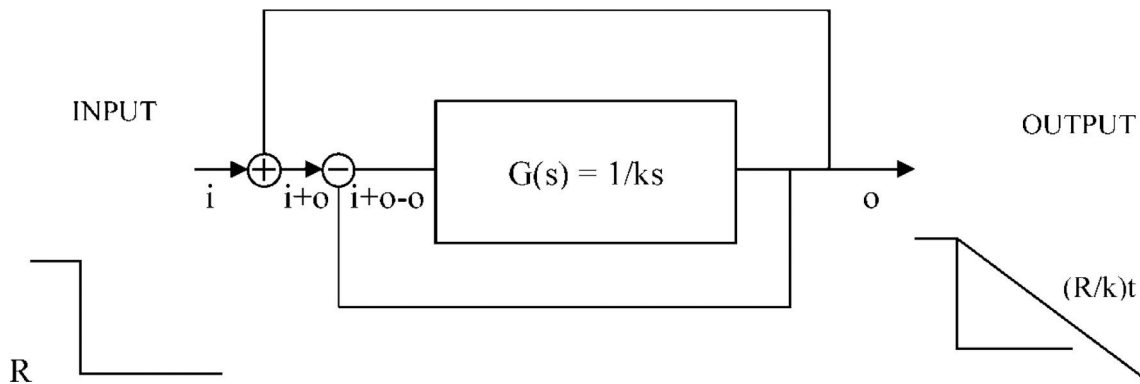 INPUT
OUTPUT
+
-
G(s) = 1/ks
i
i+o
i+o-o
o
(R/k)t
R